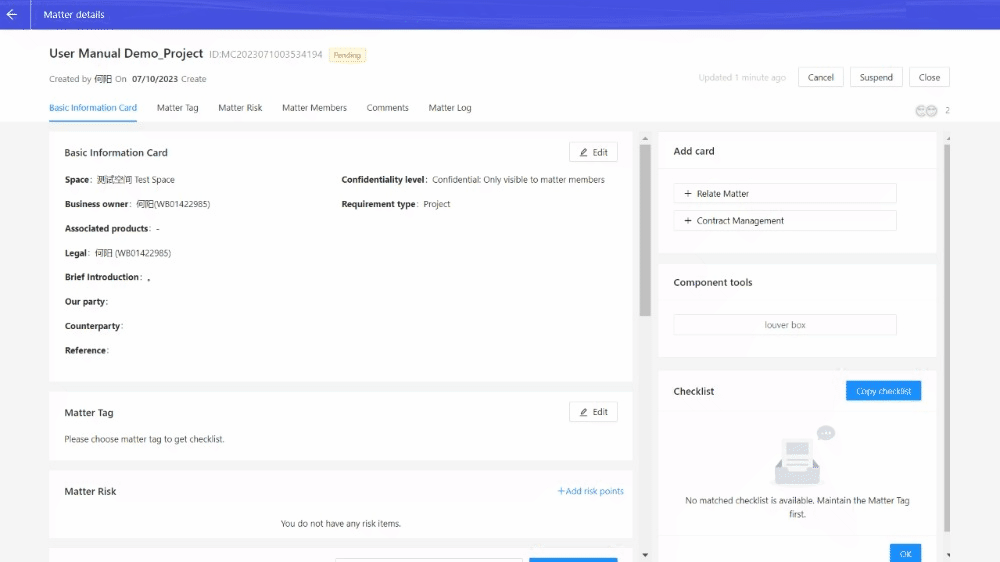 Matter details
User Manual Demo_Project ID:MC2023071003534194 Pending
Created by 何阳 On 07/10/2023 Create
Updated 1 minute ago Cancel Suspend Close
Basic Information Card Matter Tag Matter Risk Matter Members Comments Matter Log
2
Basic Information Card
Edit
Space: 测试空间 Test Space
Confidentiality level: Confidential: Only visible to matter members
Business owner: 何阳(WB01422985)
Requirement type: Project
Associated products: -
Legal: 何阳 (WB01422985)
Brief Introduction: .
Our party:
Counterparty:
Reference:
Matter Tag
Edit
Please choose matter tag to get checklist.
Matter Risk
+Add risk points
You do not have any risk items.
Add card
+ Relate Matter
+ Contract Management
Component tools
louver box
Checklist
Copy checklist
No matched checklist is available. Maintain the Matter Tag
first.
OK